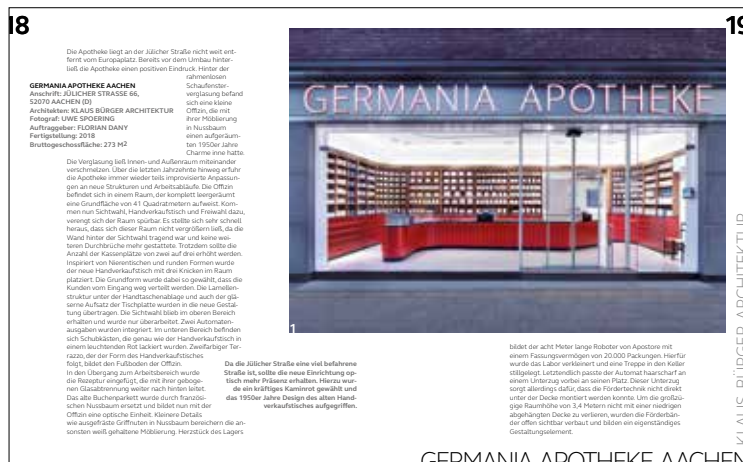 18
19
Die Apotheke liegt an der Jülicher Straße nicht weit ent-
fernt vom Europaplatz. Bereits vor dem Umbau hinter-
ließ die Apotheke einen positiven Eindruck. Hinter der
rahmenlosen
Schaufenster-
verglasung befand
sich eine kleine
Offizin, die mit
ihrer Möblierung
in Nussbaum
einen aufgeräum-
ten 1950er Jahre
Charme inne hatte.
GERMANIA APOTHEKE AACHEN
Anschrift: JÜLICHER STRASSE 66,
52070 AACHEN (D)
Architekten: KLAUS BÜRGER ARCHITEKTUR
Fotograf: UWE SPOERING
Auftraggeber: FLORIAN DANY
Fertigstellung: 2018
Bruttogeschossfläche: 273 M2
Die Verglasung ließ Innen- und Außenraum miteinander
verschmelzen. Über die letzten Jahrzehnte hinweg erfuhr
die Apotheke immer wieder teils improvisierte Anpassun-
gen an neue Strukturen und Arbeitsabläufe. Die Offizin
befindet sich in einem Raum, der komplett leergeräumt
eine Grundfläche von 41 Quadratmetern aufweist. Kom-
men nun Sichtwahl, Handverkaufstisch und Freiwahl dazu,
verengt sich der Raum spürbar. Es stellte sich sehr schnell
heraus, dass sich dieser Raum nicht vergrößern ließ, da die
Wand hinter der Sichtwahl tragend war und keine wei-
teren Durchbrüche mehr gestattete. Trotzdem sollte die
Anzahl der Kassenplätze von zwei auf drei erhöht werden.
Inspiriert von Nierentischen und runden Formen wurde
der neue Handverkaufstisch mit drei Knicken im Raum
platziert. Die Grundform wurde dabei so gewählt, dass die
Kunden vom Eingang weg verteilt werden. Die Lamellen-
struktur unter der Handtaschenablage und auch der glä-
serne Aufsatz der Tischplatte wurden in die neue Gestal-
tung übertragen. Die Sichtwahl blieb im oberen Bereich
erhalten und wurde nur überarbeitet. Zwei Automaten-
ausgaben wurden integriert. Im unteren Bereich befinden
sich Schubkästen, die genau wie der Handverkaufstisch in
einem leuchtenden Rot lackiert wurden. Zweifarbiger Ter-
razzo, der der Form des Handverkaufstisches
folgt, bildet den Fußboden der Offizin.
In den Übergang zum Arbeitsbereich wurde
die Rezeptur eingefügt, die mit ihrer geboge-
nen Glasabtrennung weiter nach hinten leitet.
Das alte Buchenparkett wurde durch französi-
schen Nussbaum ersetzt und bildet nun mit der
Offizin eine optische Einheit. Kleinere Details
wie ausgefräste Griffnuten in Nussbaum bereichern die an-
sonsten weiß gehaltene Möblierung. Herzstück des Lagers
Da die Jülicher Straße eine viel befahrene
Straße ist, sollte die neue Einrichtung op-
tisch mehr Präsenz erhalten. Hierzu wur-
de ein kräftiges Kaminrot gewählt und
das 1950er Jahre Design des alten Hand-
verkaufstisches aufgegriffen.
GERMANIA APOTHEKE
1
bildet der acht Meter lange Roboter von Apostore mit
einem Fassungsvermögen von 20.000 Packungen. Hierfür
wurde das Labor verkleinert und eine Treppe in den Keller
stillgelegt. Letztendlich passte der Automat haarscharf an
einem Unterzug vorbei an seinen Platz. Dieser Unterzug
sorgt allerdings dafür, dass die Fördertechnik nicht direkt
unter der Decke montiert werden konnte. Um die großzü-
gige Raumhöhe von 3,4 Metern nicht mit einer niedrigen
abgehängten Decke zu verlieren, wurden die Förderbän-
der offen sichtbar verbaut und bilden ein eigenständiges
Gestaltungselement.
KLAUS BÜRGER ARCHITEKTUR
GERMANIA APOTHEKE AACHEN